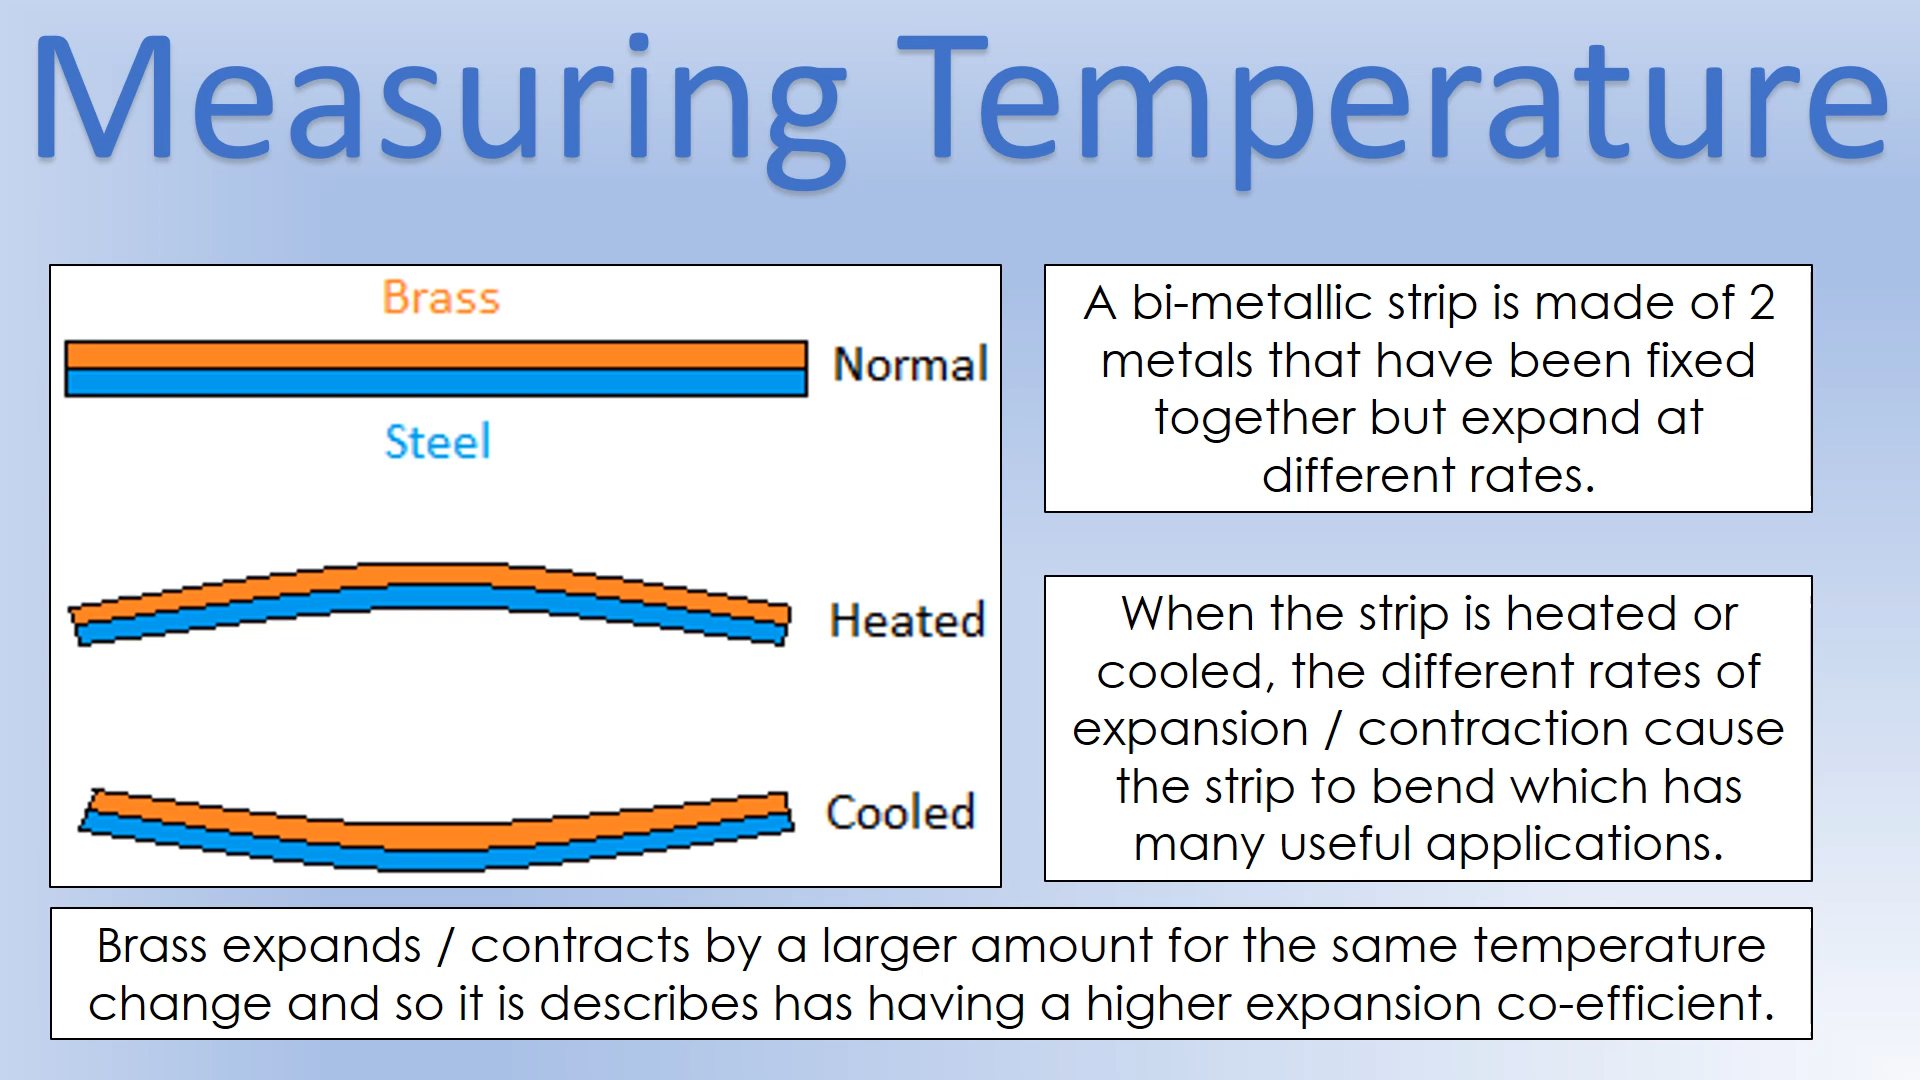 Measuring Temperature
Brass
Normal
Steel
Heated
Cooled
A bi-metallic strip is made of 2
metals that have been fixed
together but expand at
different rates.
When the strip is heated or
cooled, the different rates of
expansion / contraction cause
the strip to bend which has
many useful applications.
Brass expands / contracts by a larger amount for the same temperature
change and so it is describes has having a higher expansion co-efficient.